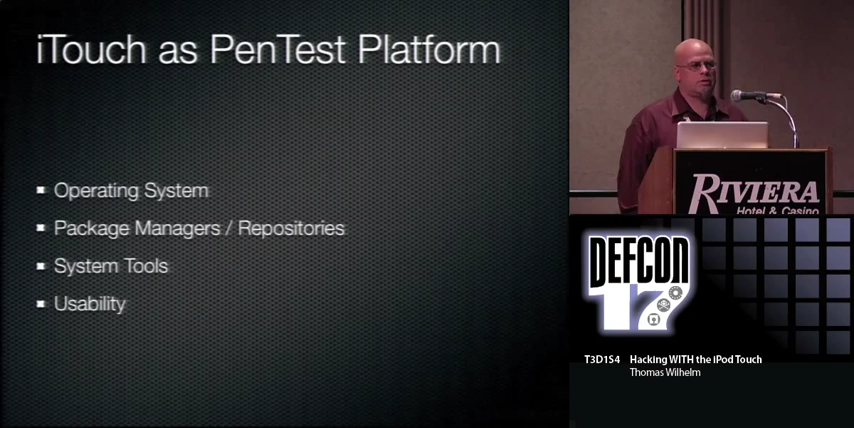 iTouch as PenTest Platform
Operating System
Package Managers / Repositories
System Tools
Usability
RIVIERA
Hotel & Casino
DEFCON
17
T3D1S4 Hacking WITH the iPod Touch
Thomas Wilhelm